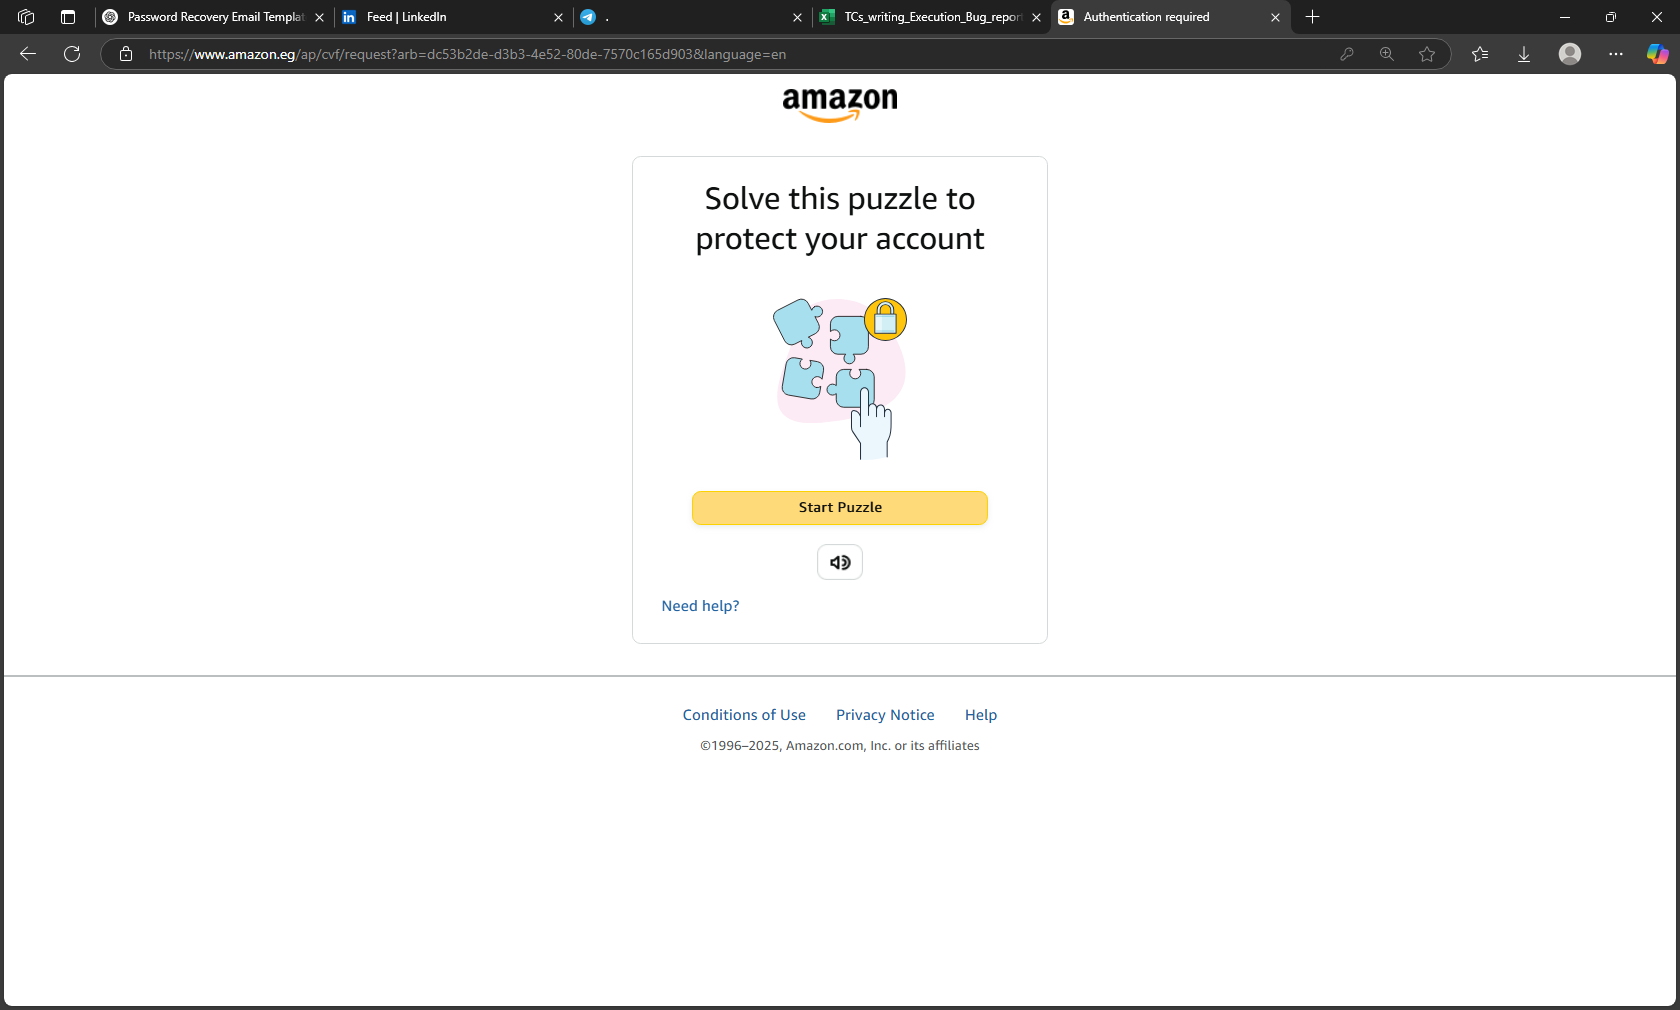 Password Recovery Email Templat
Feed | LinkedIn
.
TCs_writing_Execution_Bug_report
Authentication required
https://www.amazon.eg/ap/cvf/request?arb=dc53b2de-d3b3-4e52-80de-7570c165d903&language=en
amazon
Solve this puzzle to
protect your account
Start Puzzle
Need help?
Conditions of Use
Privacy Notice
Help
©1996–2025, Amazon.com, Inc. or its affiliates